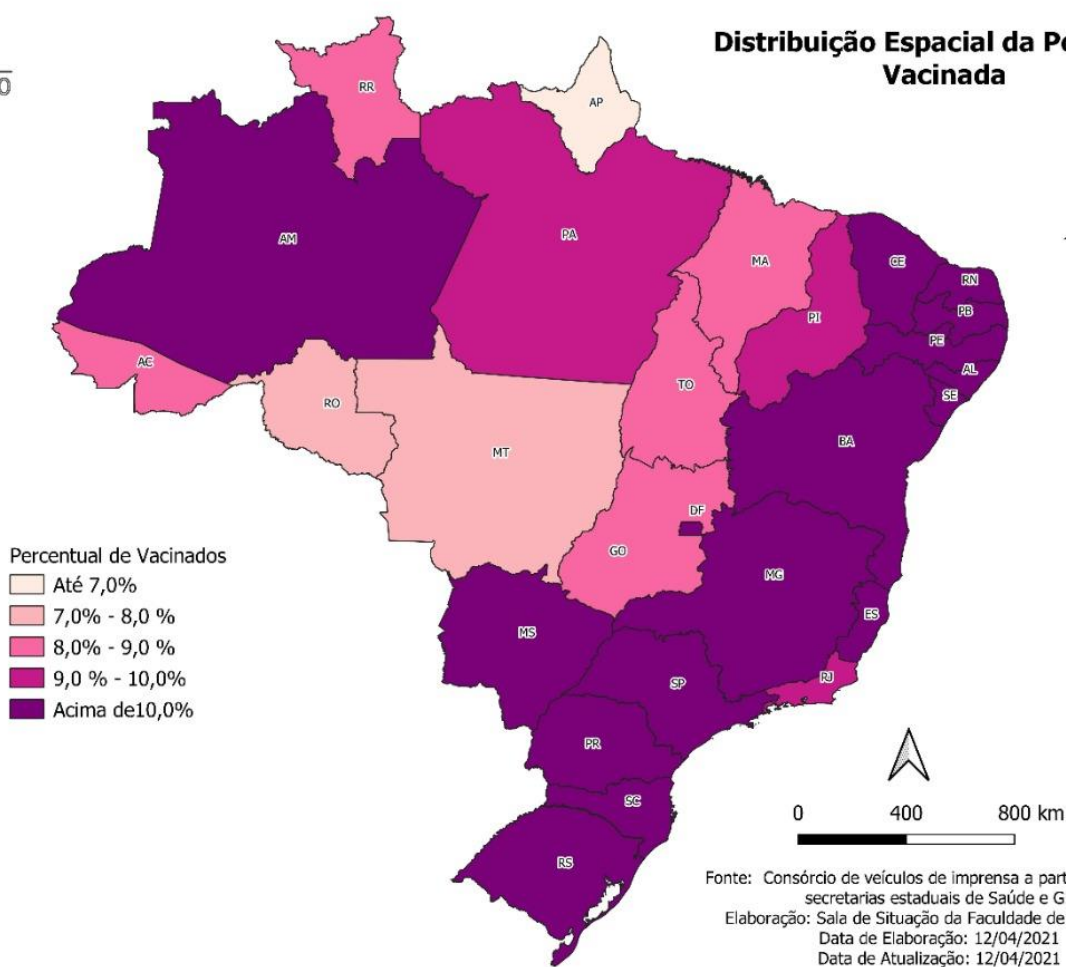 Distribuição Espacial da
Vacinada
0
RR
AP
AM
PA
MA
CE
RN
PB
PI
PE
AL
SE
AC
RO
TO
BA
MT
DF
GO
MG
ES
MS
SP
RJ
PR
SC
RS
Percentual de Vacinados
Até 7,0%
7,0% - 8,0 %
8,0% - 9,0 %
9,0 % - 10,0%
Acima de10,0%
0 400 800 km
Fonte: Consórcio de veículos de imprensa a
secretarias estaduais de Saúde e
Elaboração: Sala de Situação da Faculdade de
Data de Elaboração: 12/04/2021
Data de Atualização: 12/04/2021